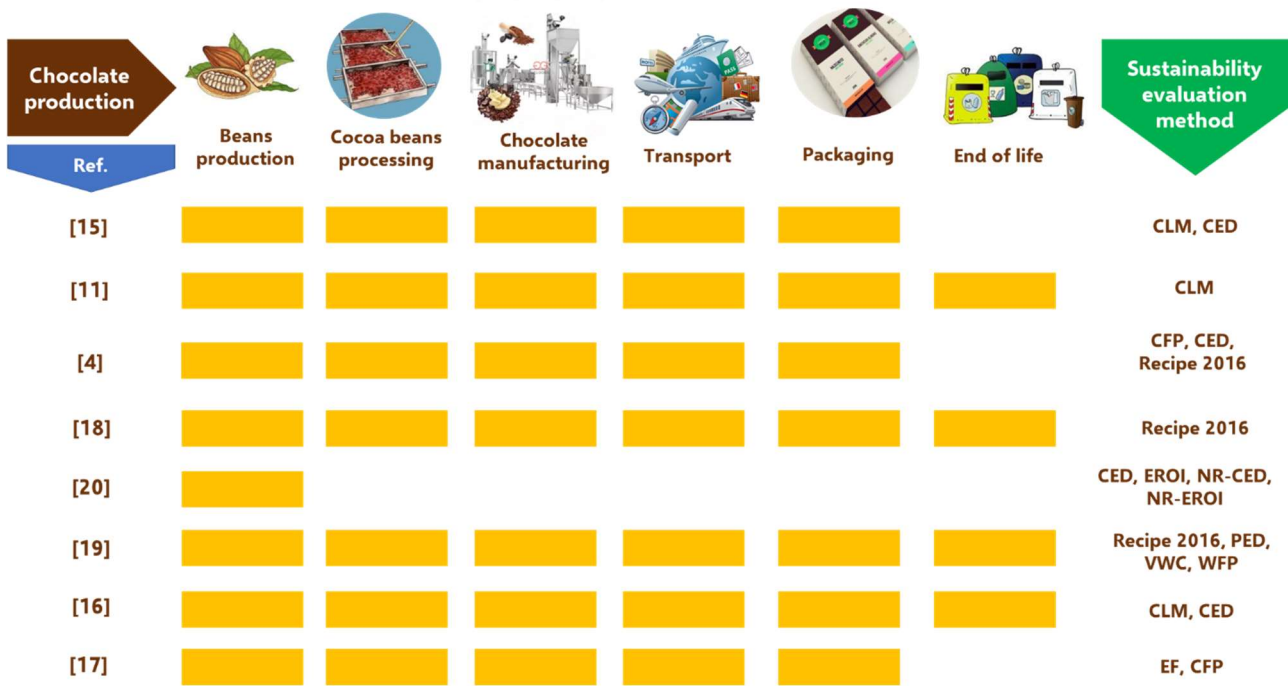 Chocolate
production
Ref.
Beans
production
Cocoa beans
processing
Chocolate
manufacturing
Transport
Packaging
End of life
Sustainability
evaluation
method
[15]
CLM, CED
[11]
CLM
[4]
CFP, CED,
Recipe 2016
[18]
Recipe 2016
[20]
CED, EROI, NR-CED,
NR-EROI
[19]
Recipe 2016, PED,
VWC, WFP
[16]
CLM, CED
[17]
EF, CFP